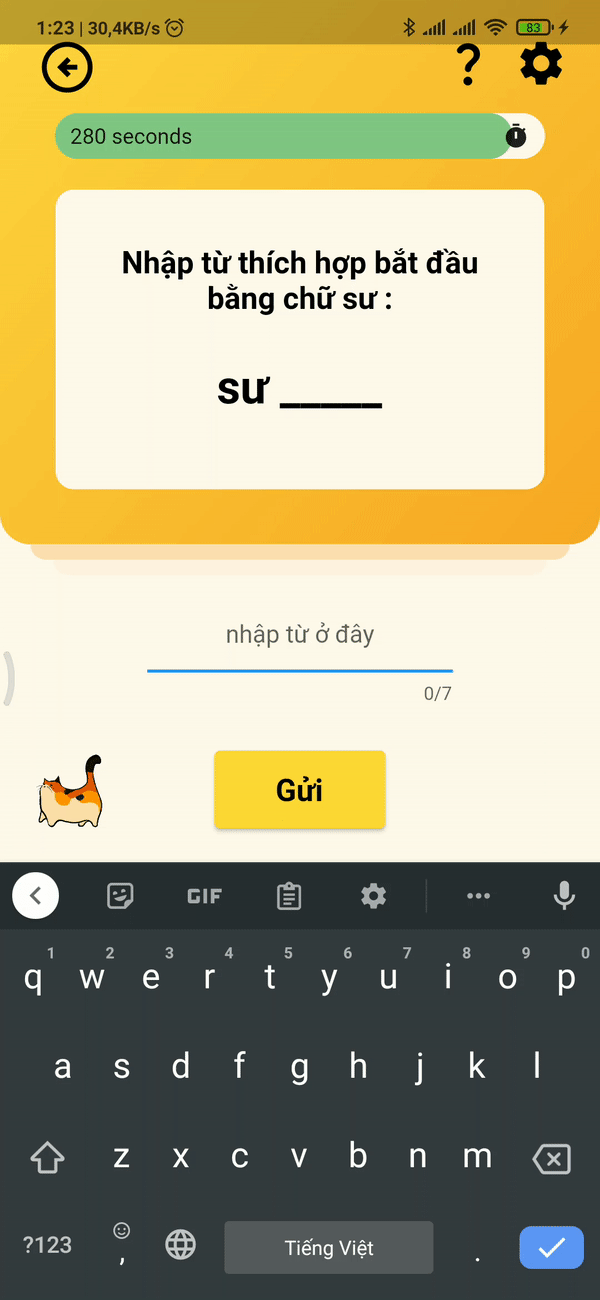 1:23 | 30,4KB/s
83
280 seconds
Nhập từ thích hợp bắt đầu
bằng chữ sư :
sư _____
nhập từ ở đây
0/7
Gửi
GIF
1 2 3 4 5 6 7 8 9 0
q w e r t y u i o p
a s d f g h j k l
z x c v b n m
?123 , Tiếng Việt .